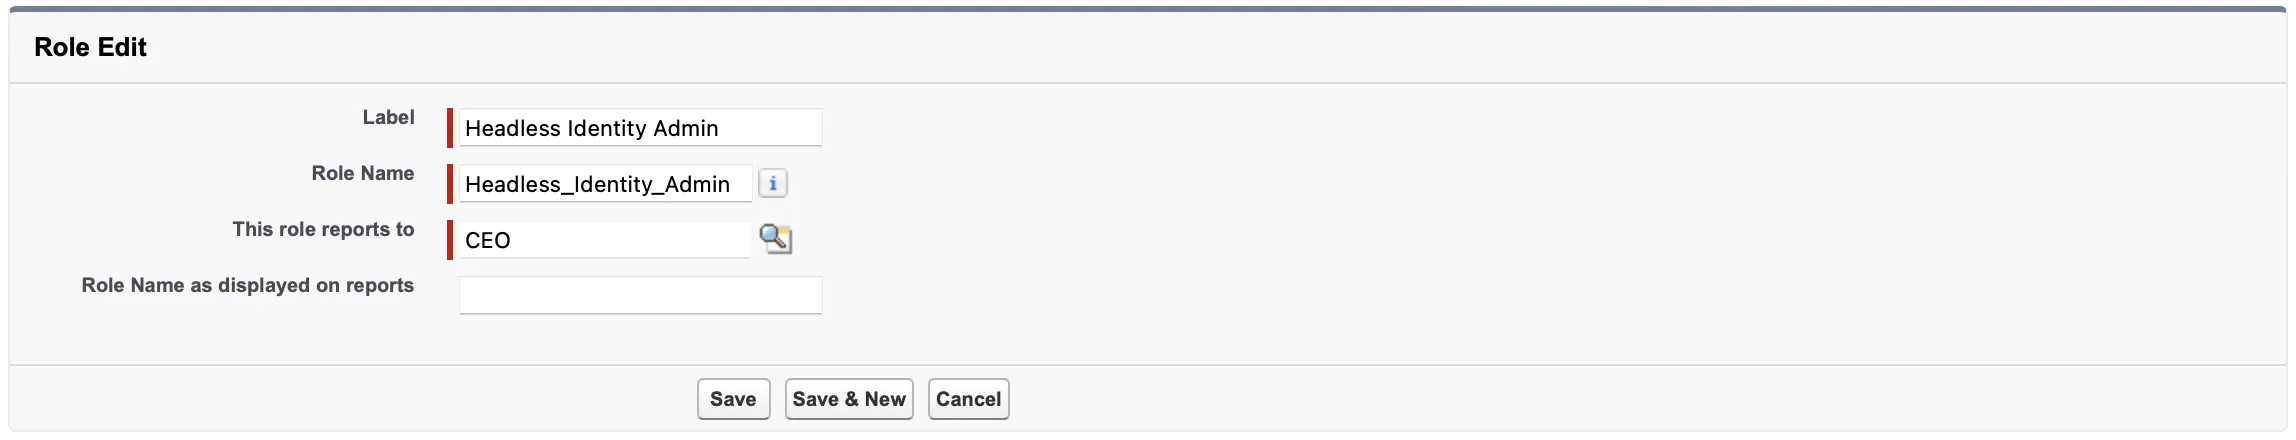 Role Edit
Label
Headless Identity Admin
Role Name
Headless_Identity_Admin
i
This role reports to
CEO
Role Name as displayed on reports
Save
Save & New
Cancel